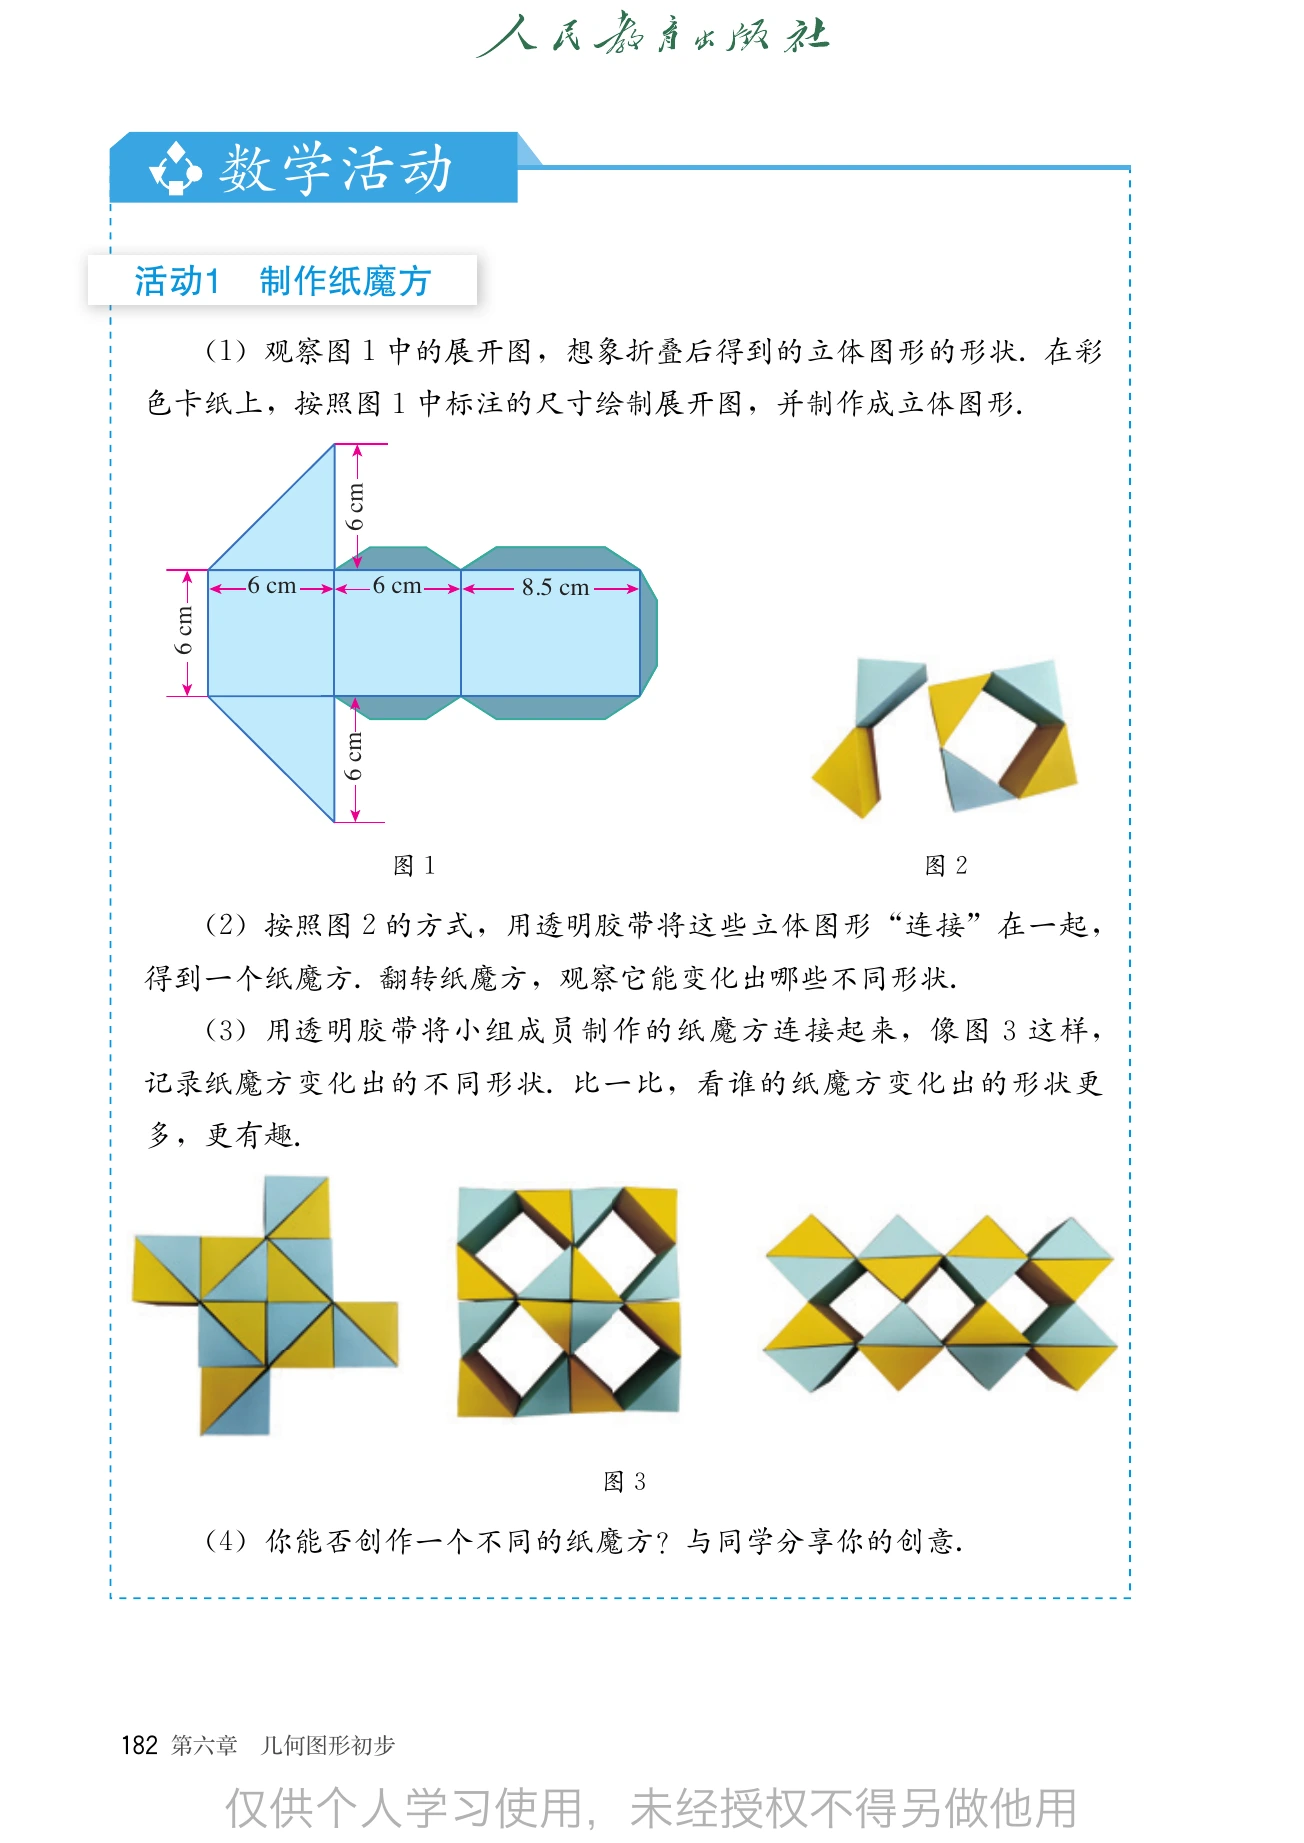 人民教育出版社
数学活动
活动1 制作纸魔方
（1）观察图 1 中的展开图，想象折叠后得到的立体图形的形状．在彩
色卡纸上，按照图 1 中标注的尺寸绘制展开图，并制作成立体图形．
6 cm
6 cm
6 cm
8.5 cm
6 cm
6 cm
图 1
图 2
（2）按照图 2 的方式，用透明胶带将这些立体图形“连接”在一起，
得到一个纸魔方．翻转纸魔方，观察它能变化出哪些不同形状．
（3）用透明胶带将小组成员制作的纸魔方连接起来，像图 3 这样，
记录纸魔方变化出的不同形状．比一比，看谁的纸魔方变化出的形状更
多，更有趣．
图 3
（4）你能否创作一个不同的纸魔方？与同学分享你的创意．
182 第六章 几何图形初步
仅供个人学习使用，未经授权不得另做他用